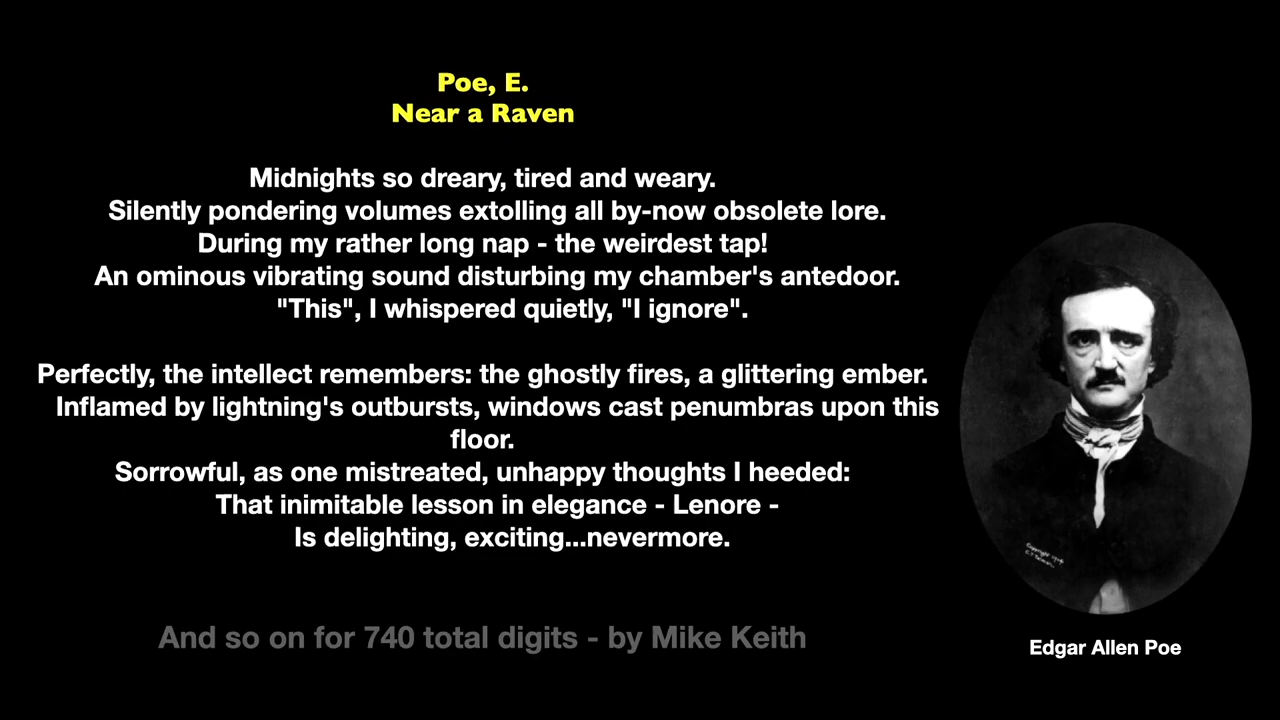 Poe, E.
Near a Raven
Midnights so dreary, tired and weary.
Silently pondering volumes extolling all by-now obsolete lore.
During my rather long nap - the weirdest tap!
An ominous vibrating sound disturbing my chamber's antedoor.
"This", I whispered quietly, "I ignore".
Perfectly, the intellect remembers: the ghostly fires, a glittering ember.
Inflamed by lightning's outbursts, windows cast penumbras upon this
floor.
Sorrowful, as one mistreated, unhappy thoughts I heeded:
That inimitable lesson in elegance - Lenore -
Is delighting, exciting...nevermore.
And so on for 740 total digits - by Mike Keith
Edgar Allen Poe